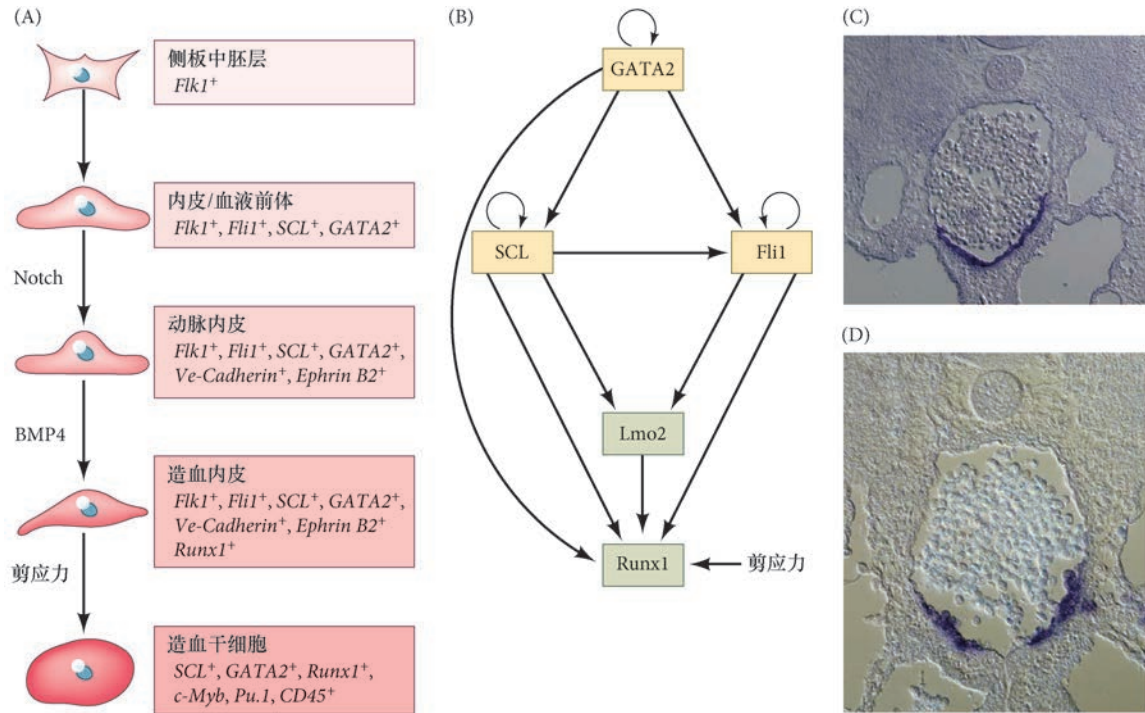 (A)
侧板中胚层
Flk1⁺
内皮/血液前体
Flk1⁺, Fli1⁺, SCL⁺, GATA2⁺
Notch
动脉内皮
Flk1⁺, Fli1⁺, SCL⁺, GATA2⁺,
Ve-Cadherin⁺, Ephrin B2⁺
BMP4
造血内皮
Flk1⁺, Fli1⁺, SCL⁺, GATA2⁺,
Ve-Cadherin⁺, Ephrin B2⁺
Runx1⁺
剪应力
造血干细胞
SCL⁺, GATA2⁺, Runx1⁺,
c-Myb, Pu.1, CD45⁺
(B)
GATA2
SCL
Fli1
Lmo2
Runx1
剪应力
(C)
(D)